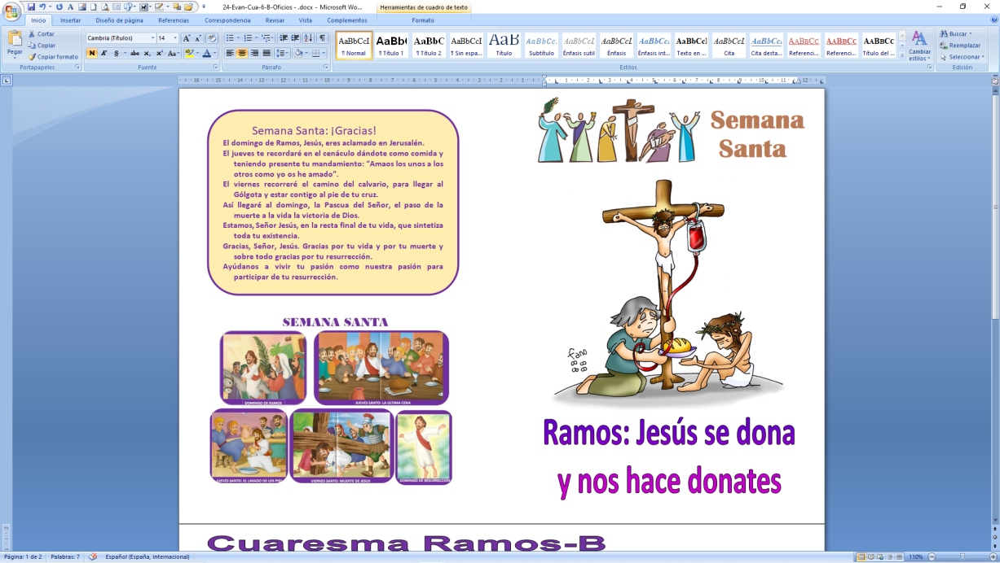 24-Evan-Cua-6-B-Oficios - .docx - Microsoft Wo...
Herramientas de cuadro de texto
Inicio Insertar Diseño de página Referencias Correspondencia Revisar Vista Complementos Formato
Pegar
Cortar
Copiar
Copiar formato
Portapapeles
Cambria (Títulos) 14
Fuente
Párrafo
AaBbCcI AaBb( AaBbC AaBbCcI AaB AaBbCc. AaBbCcL AaBbCcL AaBbCc. AaBbCc AaBbCcL AaBbCc. AaBbCc AaBbCc AaBbCc
¶ Normal ¶ Título 1 ¶ Título 2 ¶ Sin espa... Título Subtítulo Énfasis sutil Énfasis Énfasis int... Texto en ... Cita Cita desta... Referenci... Referenci... Título del ...
Estilos
Cambiar estilos
Buscar
Reemplazar
Seleccionar
Edición
Semana Santa: ¡Gracias!
El domingo de Ramos, Jesús, eres aclamado en Jerusalén.
El jueves te recordaré en el cenáculo dándote como comida y
teniendo presente tu mandamiento: “Amaos los unos a los
otros como yo os he amado”.
El viernes recorreré el camino del calvario, para llegar al
Gólgota y estar contigo al pie de tu cruz.
Así llegaré al domingo, la Pascua del Señor, el paso de la
muerte a la vida la victoria de Dios.
Estamos, Señor Jesús, en la recta final de tu vida, que sintetiza
toda tu existencia.
Gracias, Señor, Jesús. Gracias por tu vida y por tu muerte y
sobre todo gracias por tu resurrección.
Ayúdanos a vivir tu pasión como nuestra pasión para
participar de tu resurrección.
SEMANA SANTA
DOMINGO DE RAMOS
JUEVES SANTO: LA ULTIMA CENA
JUEVES SANTO: EL LAVADO DE LOS PIES
VIERNES SANTO: MUERTE DE JESUS
DOMINGO DE RESURRECCION
Semana
Santa
fano
Ramos: Jesús se dona
y nos hace donates
Cuaresma Ramos-B
Página: 1 de 2 Palabras: 7 Español (España, internacional) 110%